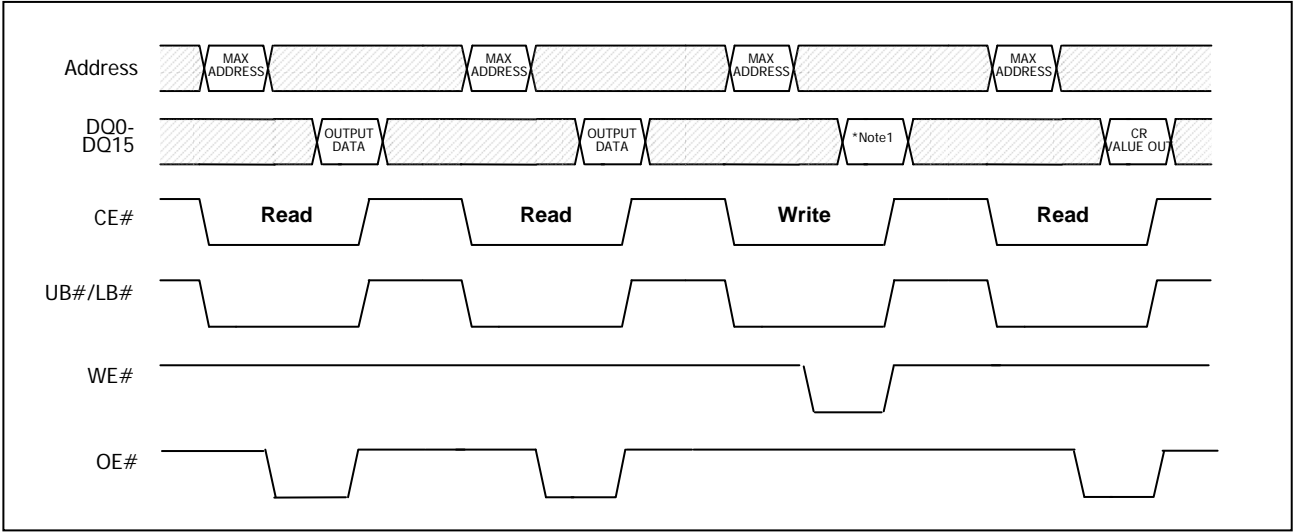 Address
MAX
ADDRESS
MAX
ADDRESS
MAX
ADDRESS
MAX
ADDRESS
DQ0-
DQ15
OUTPUT
DATA
OUTPUT
DATA
*Note1
CR
VALUE OUT
CE#
Read
Read
Write
Read
UB#/LB#
WE#
OE#